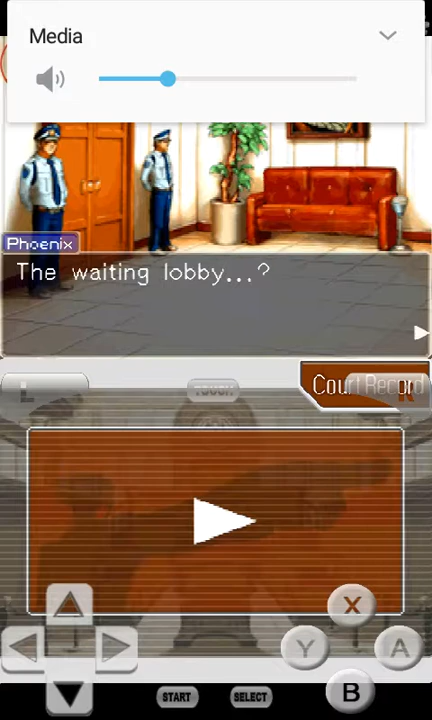 Media
Phoenix
The waiting lobby...?
L
TOUCH
Court Record
R
X
Y
A
B
START
SELECT